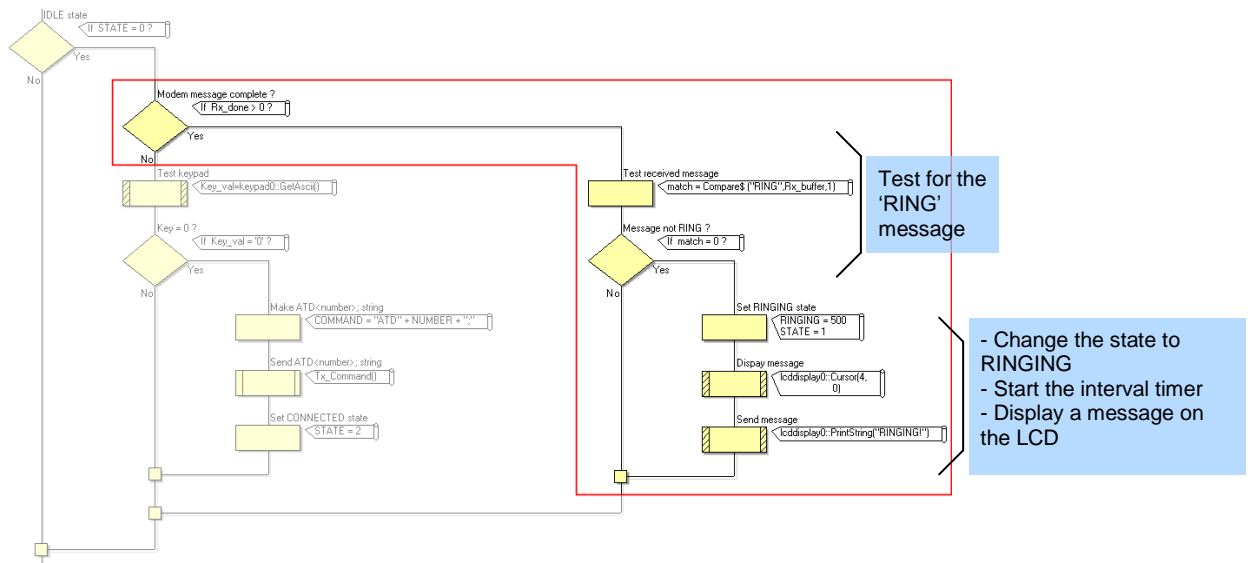 IDLE state
If STATE = 0 ?
Yes
No
Modem message complete ?
If Rx_done > 0 ?
Yes
No
Test keypad
Key_val=keypad0::GetAscii()
Key = 0 ?
If Key_val = '0' ?
Yes
No
Make ATD<number>; string
COMMAND = "ATD" + NUMBER + ";"
Send ATD<number>; string
Tx_Command()
Set CONNECTED state
STATE = 2
Test received message
match = Compare$ ("RING",Rx_buffer,1)
Message not RING ?
If match = 0 ?
Yes
No
Set RINGING state
RINGING = 500
STATE = 1
Dispay message
lcddisplay0::Cursor(4,
0)
Send message
lcddisplay0::PrintString("RINGING!")
Test for the
‘RING’
message
- Change the state to
RINGING
- Start the interval timer
- Display a message on
the LCD